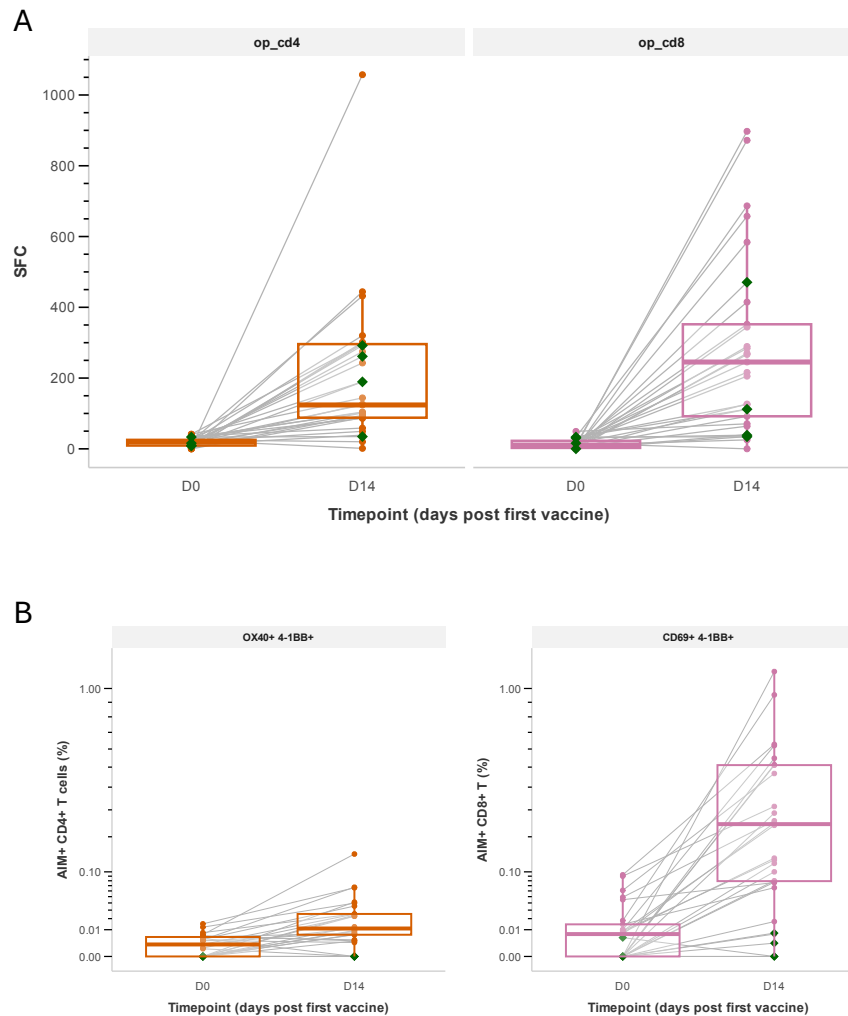 A
op_cd4 op_cd8
1000
800
600
400
200
0
SFC
D0 D14 D0 D14
Timepoint (days post first vaccine)
B
OX40+ 4-1BB+ CD69+ 4-1BB+
1.00 1.00
0.10 0.10
0.01 0.01
0.00 0.00
AIM+ CD4+ T cells (%) AIM+ CD8+ T (%)
D0 D14 D0 D14
Timepoint (days post first vaccine) Timepoint (days post first vaccine)